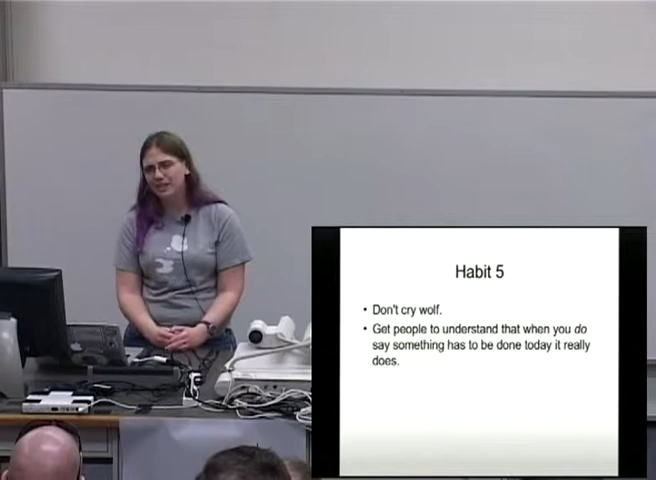 Habit 5
• Don't cry wolf.
• Get people to understand that when you do
say something has to be done today it really
does.